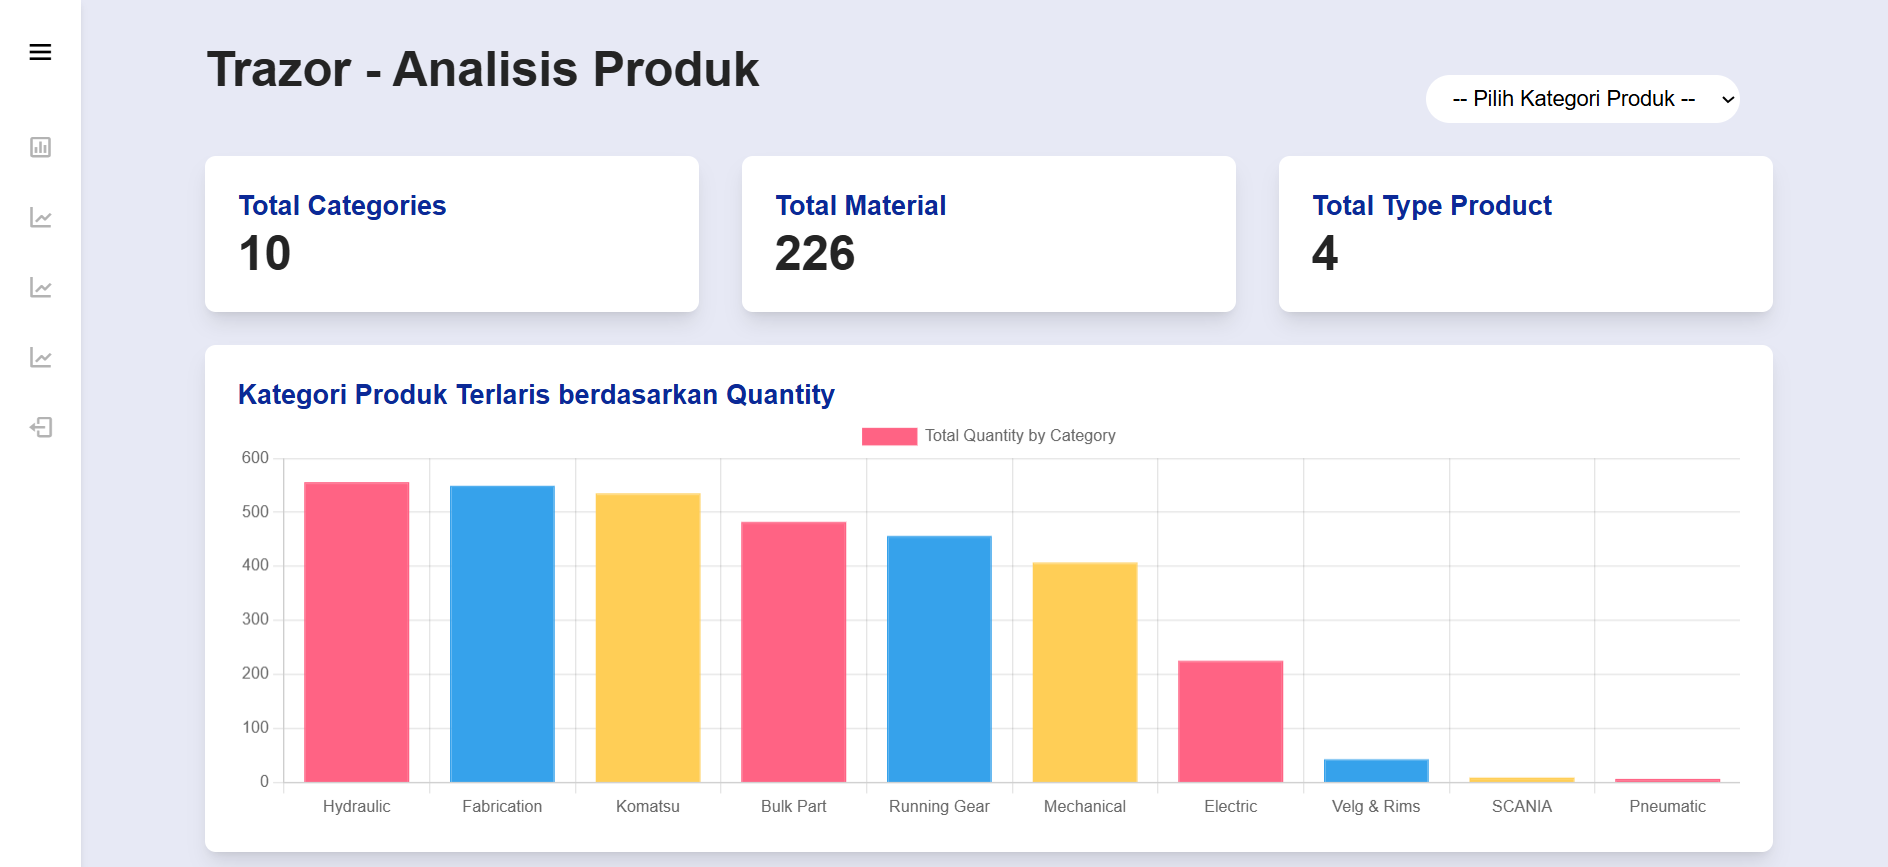 Trazor - Analisis Produk
-- Pilih Kategori Produk --
Total Categories
10
Total Material
226
Total Type Product
4
Kategori Produk Terlaris berdasarkan Quantity
Total Quantity by Category
600
500
400
300
200
100
0
Hydraulic Fabrication Komatsu Bulk Part Running Gear Mechanical Electric Velg & Rims SCANIA Pneumatic